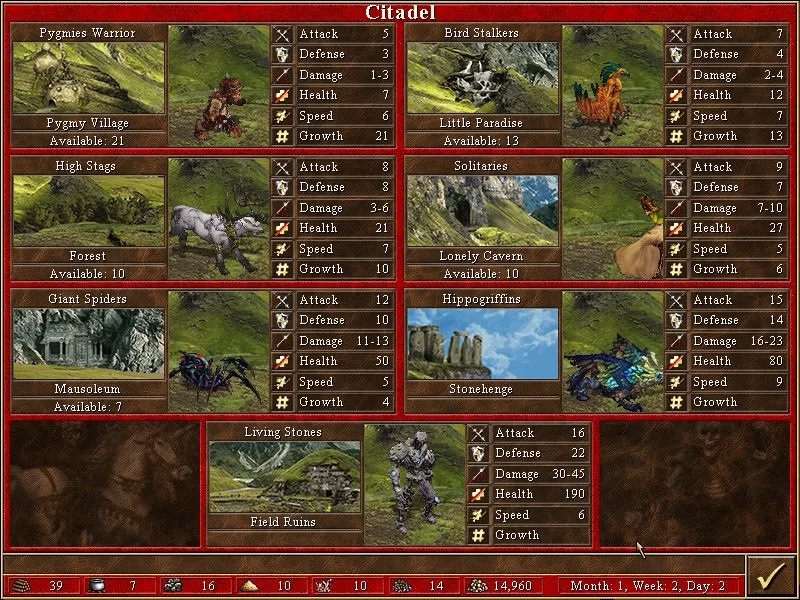 Citadel
Pygmies Warrior
Attack 5
Defense 3
Damage 1-3
Health 7
Speed 6
Growth 21
Pygmy Village
Available: 21
Bird Stalkers
Attack 7
Defense 4
Damage 2-4
Health 12
Speed 7
Growth 13
Little Paradise
Available: 13
High Stags
Attack 8
Defense 8
Damage 3-6
Health 21
Speed 7
Growth 10
Forest
Available: 10
Solitaries
Attack 9
Defense 7
Damage 7-10
Health 27
Speed 5
Growth 6
Lonely Cavern
Available: 10
Giant Spiders
Attack 12
Defense 10
Damage 11-13
Health 50
Speed 5
Growth 4
Mausoleum
Available: 7
Hippogriffins
Attack 15
Defense 14
Damage 16-23
Health 80
Speed 9
Growth
Stonehenge
Living Stones
Attack 16
Defense 22
Damage 30-45
Health 190
Speed 6
Growth
Field Ruins
39 7 16 10 10 14 14,960 Month: 1, Week: 2, Day: 2